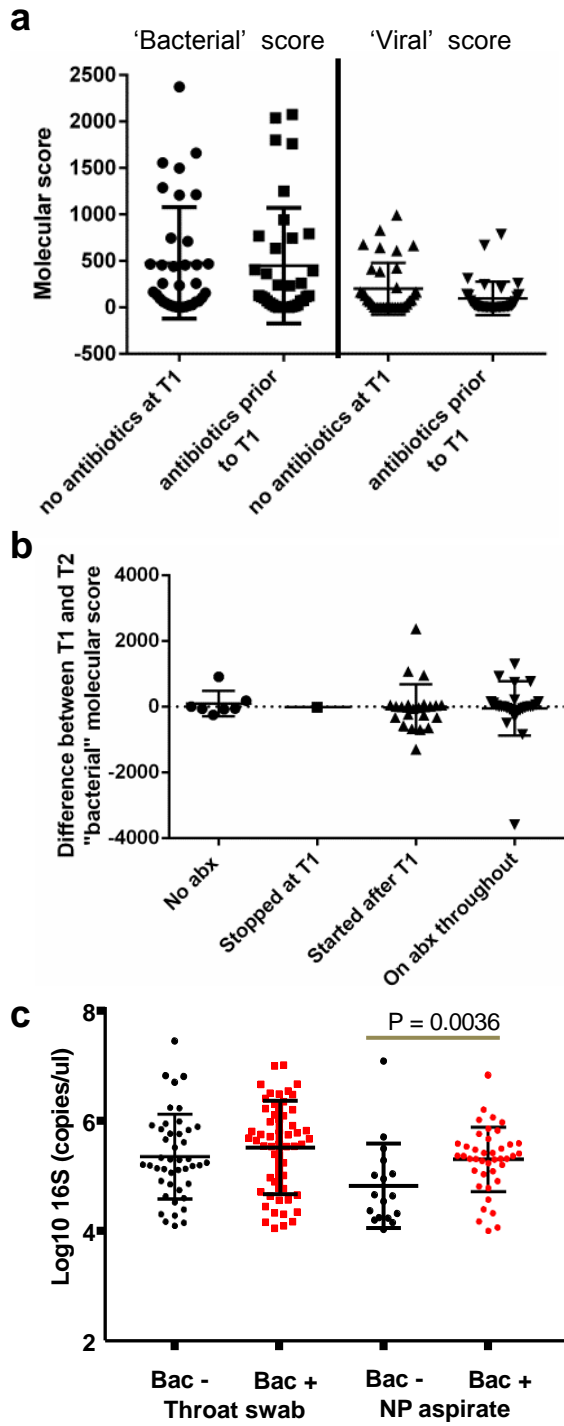 a
‘Bacterial’ score
‘Viral’ score
Molecular score
2500
2000
1500
1000
500
0
-500
no antibiotics at T1
antibiotics prior
to T1
no antibiotics at T1
antibiotics prior
to T1
b
Difference between T1 and T2
"bacterial" molecular score
4000
2000
0
-2000
-4000
No abx
Stopped at T1
Started after T1
On abx throughout
c
Log10 16S (copies/ul)
8
6
4
2
P = 0.0036
Bac - Bac + Bac - Bac +
Throat swab NP aspirate